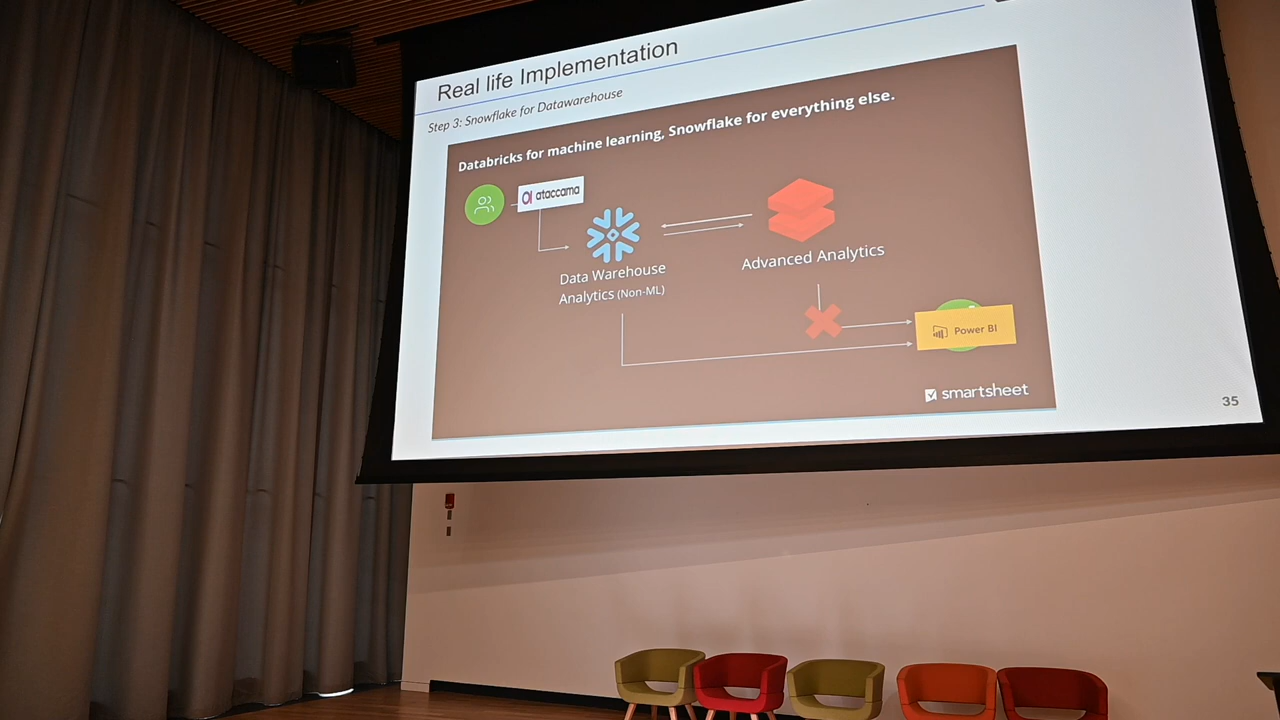 Real life Implementation
Step 3: Snowflake for Datawarehouse
Databricks for machine learning, Snowflake for everything else.
ataccama
Data Warehouse
Analytics (Non-ML)
Advanced Analytics
Power BI
smartsheet
35